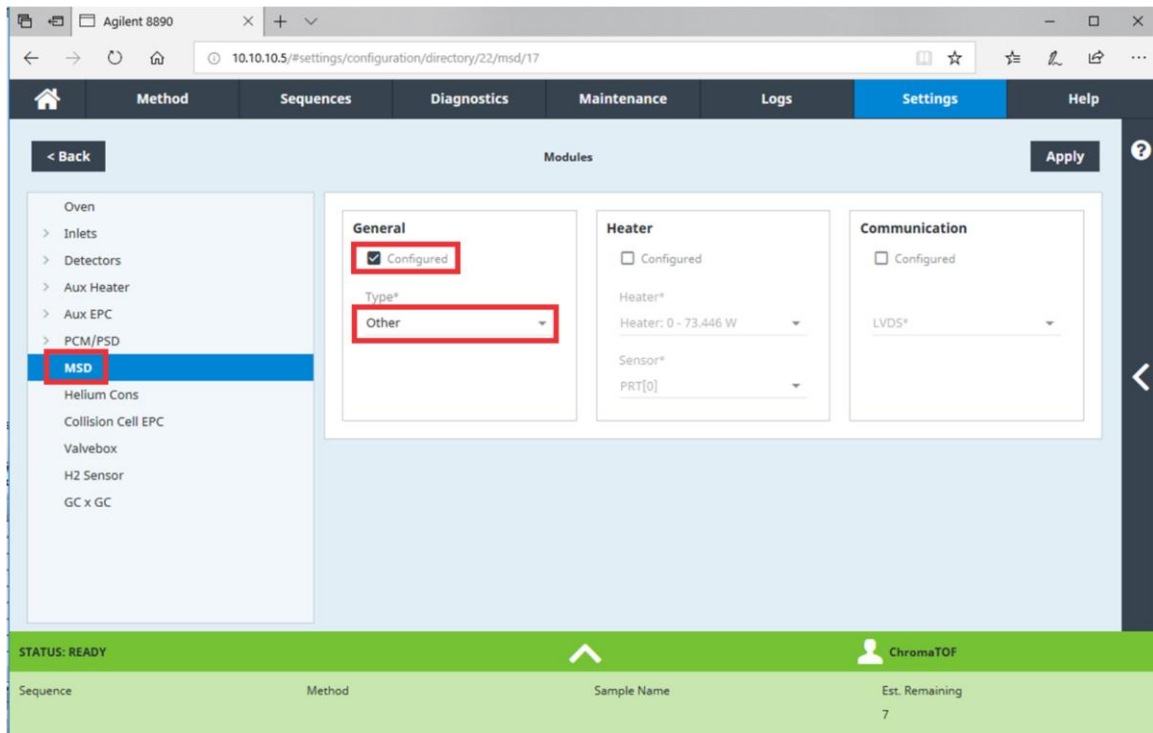 Agilent 8890
10.10.10.5/#settings/configuration/directory/22/msd/17
Method Sequences Diagnostics Maintenance Logs Settings Help
< Back Modules Apply
Oven
Inlets
Detectors
Aux Heater
Aux EPC
PCM/PSD
MSD
Helium Cons
Collision Cell EPC
Valvebox
H2 Sensor
GC x GC
General
Configured
Type*
Other
Heater
Configured
Heater*
Heater: 0 - 73.446 W
Sensor*
PRT[0]
Communication
Configured
LVDS*
STATUS: READY ChromaTOF
Sequence Method Sample Name Est. Remaining
7